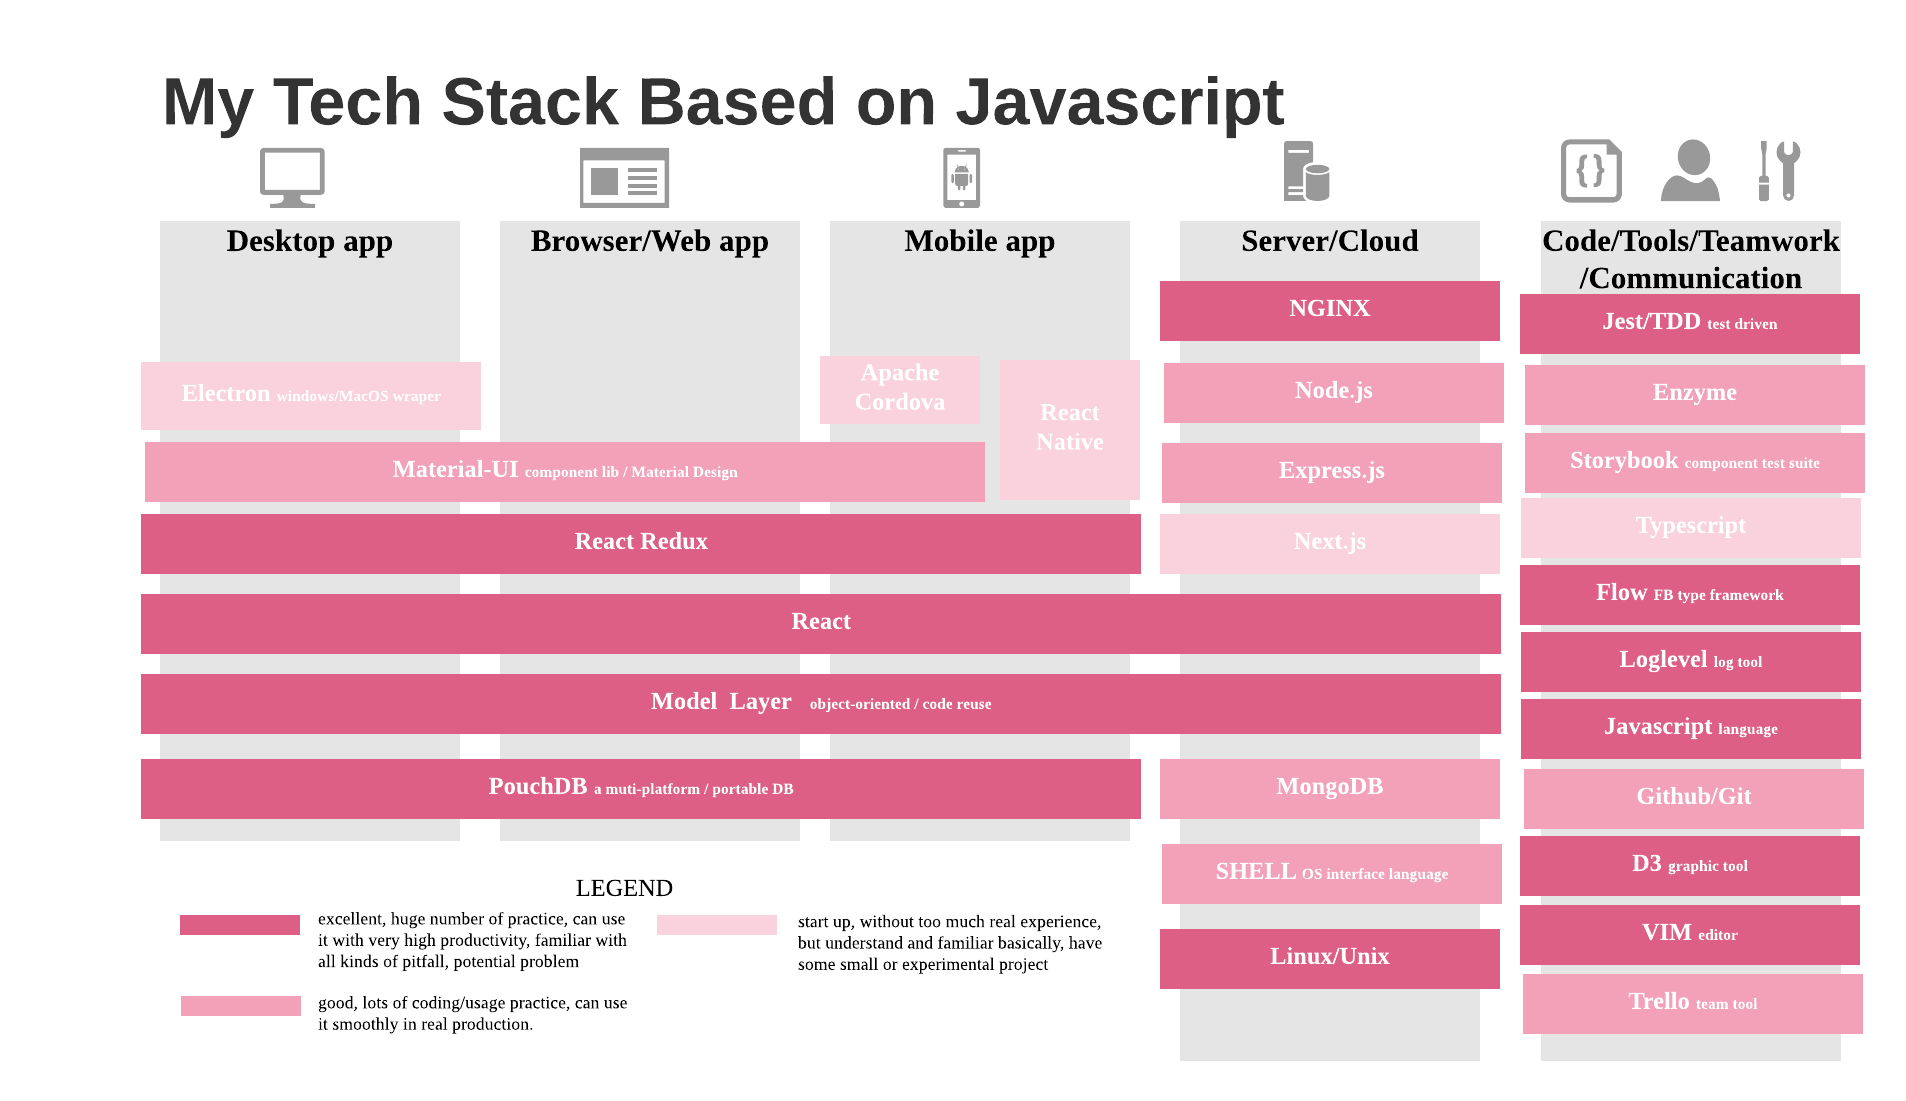 My Tech Stack Based on Javascript
{}
Desktop app
Browser/Web app
Mobile app
Server/Cloud
Code/Tools/Teamwork
/Communication
Electron windows/MacOS wraper
Apache
Cordova
React
Native
Material-UI component lib / Material Design
React Redux
React
Model  Layer   object-oriented / code reuse
PouchDB a muti-platform / portable DB
NGINX
Node.js
Express.js
Next.js
MongoDB
SHELL OS interface language
Linux/Unix
Jest/TDD test driven
Enzyme
Storybook component test suite
Typescript
Flow FB type framework
Loglevel log tool
Javascript language
Github/Git
D3 graphic tool
VIM editor
Trello team tool
LEGEND
excellent, huge number of practice, can use
it with very high productivity, familiar with
all kinds of pitfall, potential problem
good, lots of coding/usage practice, can use
it smoothly in real production.
start up, without too much real experience,
but understand and familiar basically, have
some small or experimental project